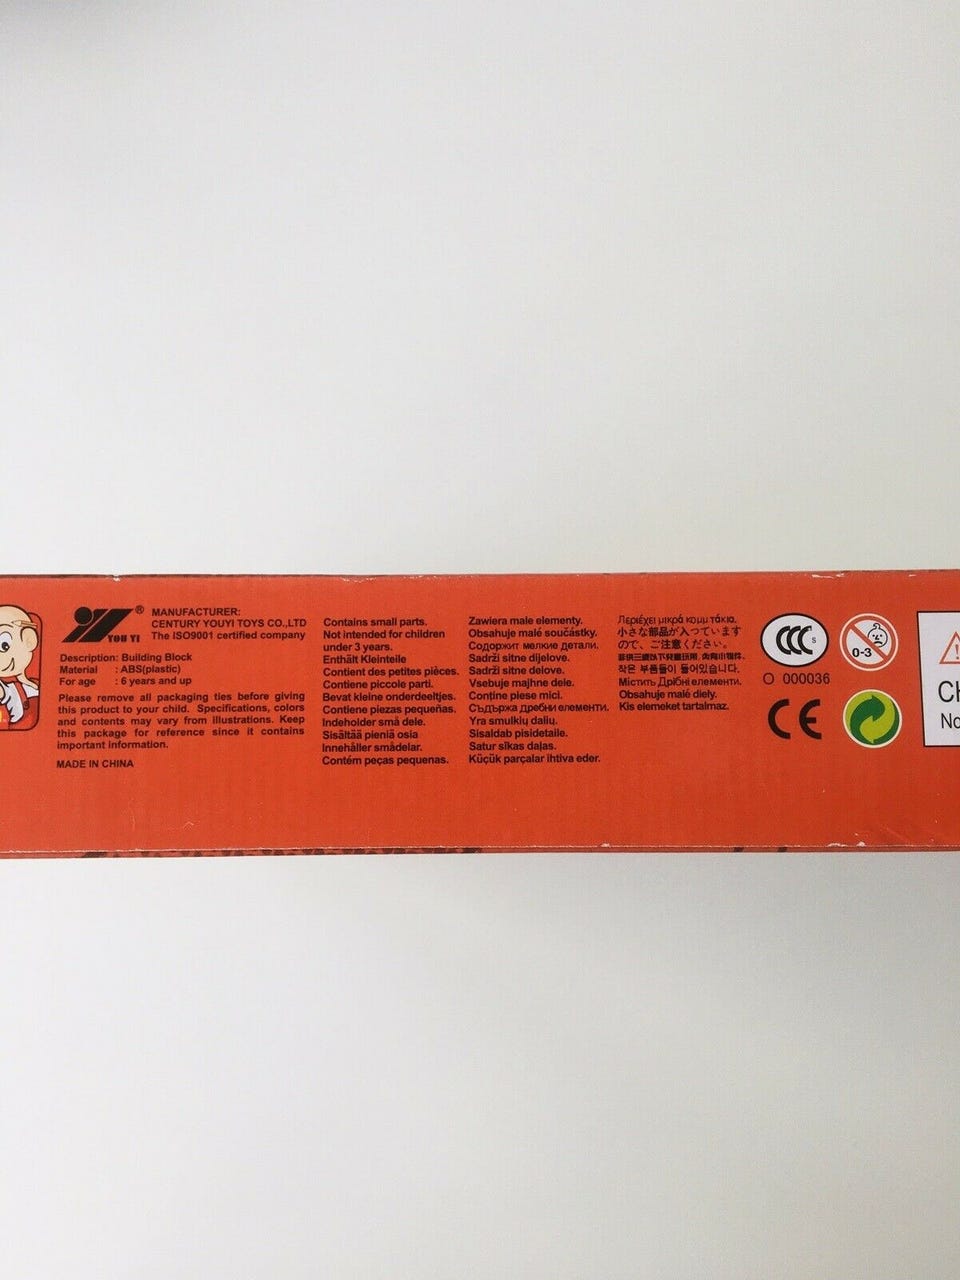 YOU YI ®
MANUFACTURER:
CENTURY YOUYI TOYS CO.,LTD
The ISO9001 certified company
Description: Building Block
Material : ABS(plastic)
For age : 6 years and up
Please remove all packaging ties before giving
this product to your child. Specifications, colors
and contents may vary from illustrations. Keep
this package for reference since it contains
important information.
MADE IN CHINA
Contains small parts.
Not intended for children
under 3 years.
Enthält Kleinteile
Contient des petites pièces.
Contiene piccole parti.
Bevat kleine onderdeeltjes.
Contiene piezas pequeñas.
Indeholder små dele.
Sisältää pieniä osia
Innehåller smådelar.
Contém peças pequenas.
Zawiera male elementy.
Obsahuje malé součástky.
Содоржит мелкие детали.
Sadrži sitne dijelove.
Sadrži sitne delove.
Vsebuje majhne dele.
Conţine piese mici.
Съдържа дребни елементи.
Yra smulkių dalių.
Sisaldab pisidetaile.
Satur sīkas daļas.
Küçük parçalar ihtiva eder.
Περιέχει μικρά κομματάκια.
小さな部品が入つています
ので、ご注意ください。
작은 부품들이 들어있습니다.
Містить Дрібні елементи.
Obsahuje malé diely.
Kis elemeket tartalmaz.
CCC S
O 000036
0-3
CE
CH
No